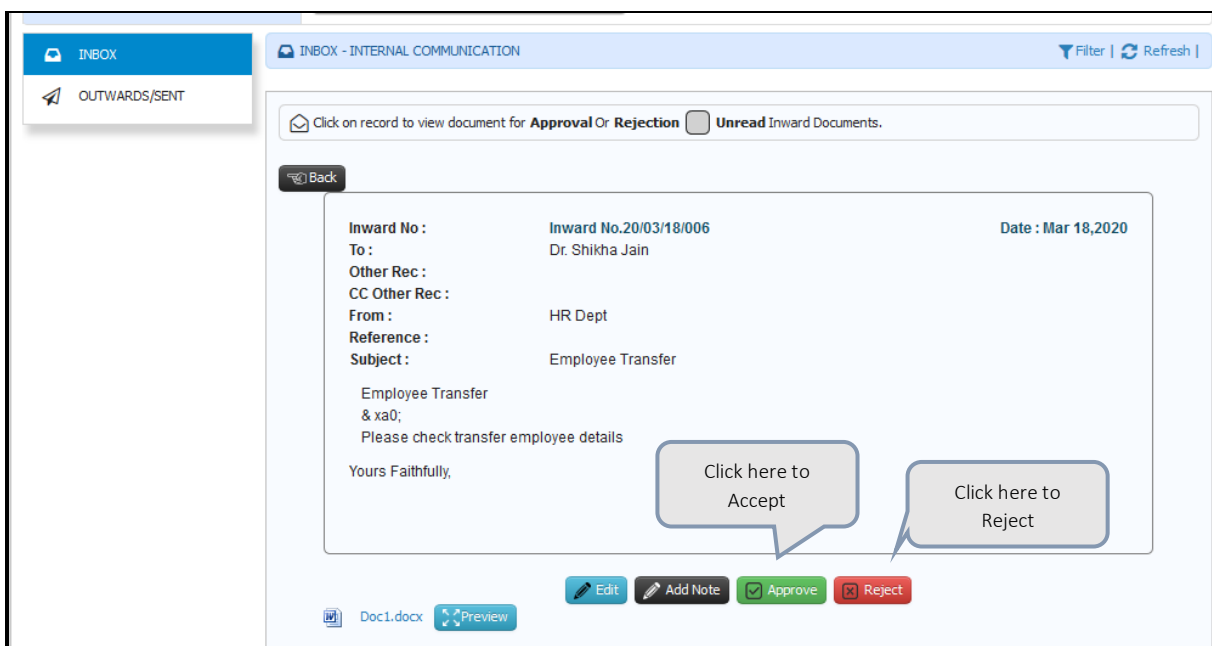 INBOX
OUTWARDS/SENT
INBOX - INTERNAL COMMUNICATION Filter | Refresh |
Click on record to view document for Approval Or Rejection Unread Inward Documents.
Back
Inward No : Inward No.20/03/18/006 Date : Mar 18,2020
To : Dr. Shikha Jain
Other Rec :
CC Other Rec :
From : HR Dept
Reference :
Subject : Employee Transfer
Employee Transfer
& xa0;
Please check transfer employee details
Yours Faithfully,
Click here to
Accept
Click here to
Reject
Edit Add Note Approve Reject
Doc1.docx Preview